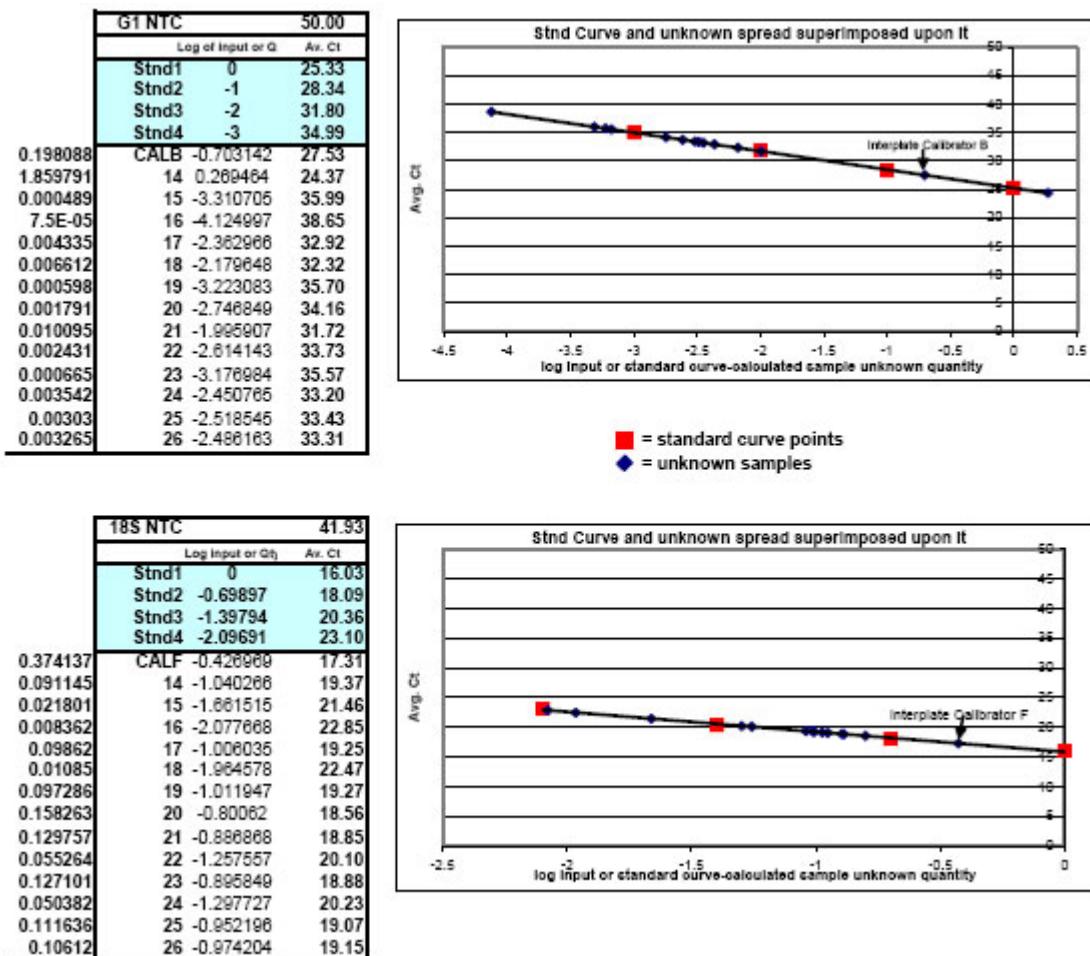 G1 NTC 50.00
Log of input or Q Av. Ct
Stnd1 0 25.33
Stnd2 -1 28.34
Stnd3 -2 31.80
Stnd4 -3 34.99
0.198088 CALB -0.703142 27.53
1.859791 14 0.269464 24.37
0.000489 15 -3.310705 35.99
7.5E-05 16 -4.124997 38.65
0.004335 17 -2.362966 32.92
0.006612 18 -2.179648 32.32
0.000598 19 -3.223083 35.70
0.001791 20 -2.746849 34.16
0.010095 21 -1.995907 31.72
0.002431 22 -2.614143 33.73
0.000665 23 -3.176984 35.57
0.003542 24 -2.450765 33.20
0.00303 25 -2.518545 33.43
0.003265 26 -2.486163 33.31
Stnd Curve and unknown spread superimposed upon it
50
45
40
35
30
25
20
15
10
5
0
Interplate Calibrator B
Avg. Ct
-4.5 -4 -3.5 -3 -2.5 -2 -1.5 -1 -0.5 0 0.5
log input or standard curve-calculated sample unknown quantity
= standard curve points
= unknown samples
18S NTC 41.93
Log input or Qty Av. Ct
Stnd1 0 16.03
Stnd2 -0.69897 18.09
Stnd3 -1.39794 20.36
Stnd4 -2.09691 23.10
0.374137 CALF -0.426969 17.31
0.091145 14 -1.040266 19.37
0.021801 15 -1.661515 21.46
0.008362 16 -2.077668 22.85
0.09862 17 -1.006035 19.25
0.01085 18 -1.964578 22.47
0.097286 19 -1.011947 19.27
0.158263 20 -0.80062 18.56
0.129757 21 -0.886868 18.85
0.055264 22 -1.257557 20.10
0.127101 23 -0.895849 18.88
0.050382 24 -1.297727 20.23
0.111636 25 -0.952196 19.07
0.10612 26 -0.974204 19.15
Stnd Curve and unknown spread superimposed upon it
50
45
40
35
30
25
20
15
10
5
0
Interplate Calibrator F
Avg. Ct
-2.5 -2 -1.5 -1 -0.5 0
log input or standard curve-calculated sample unknown quantity